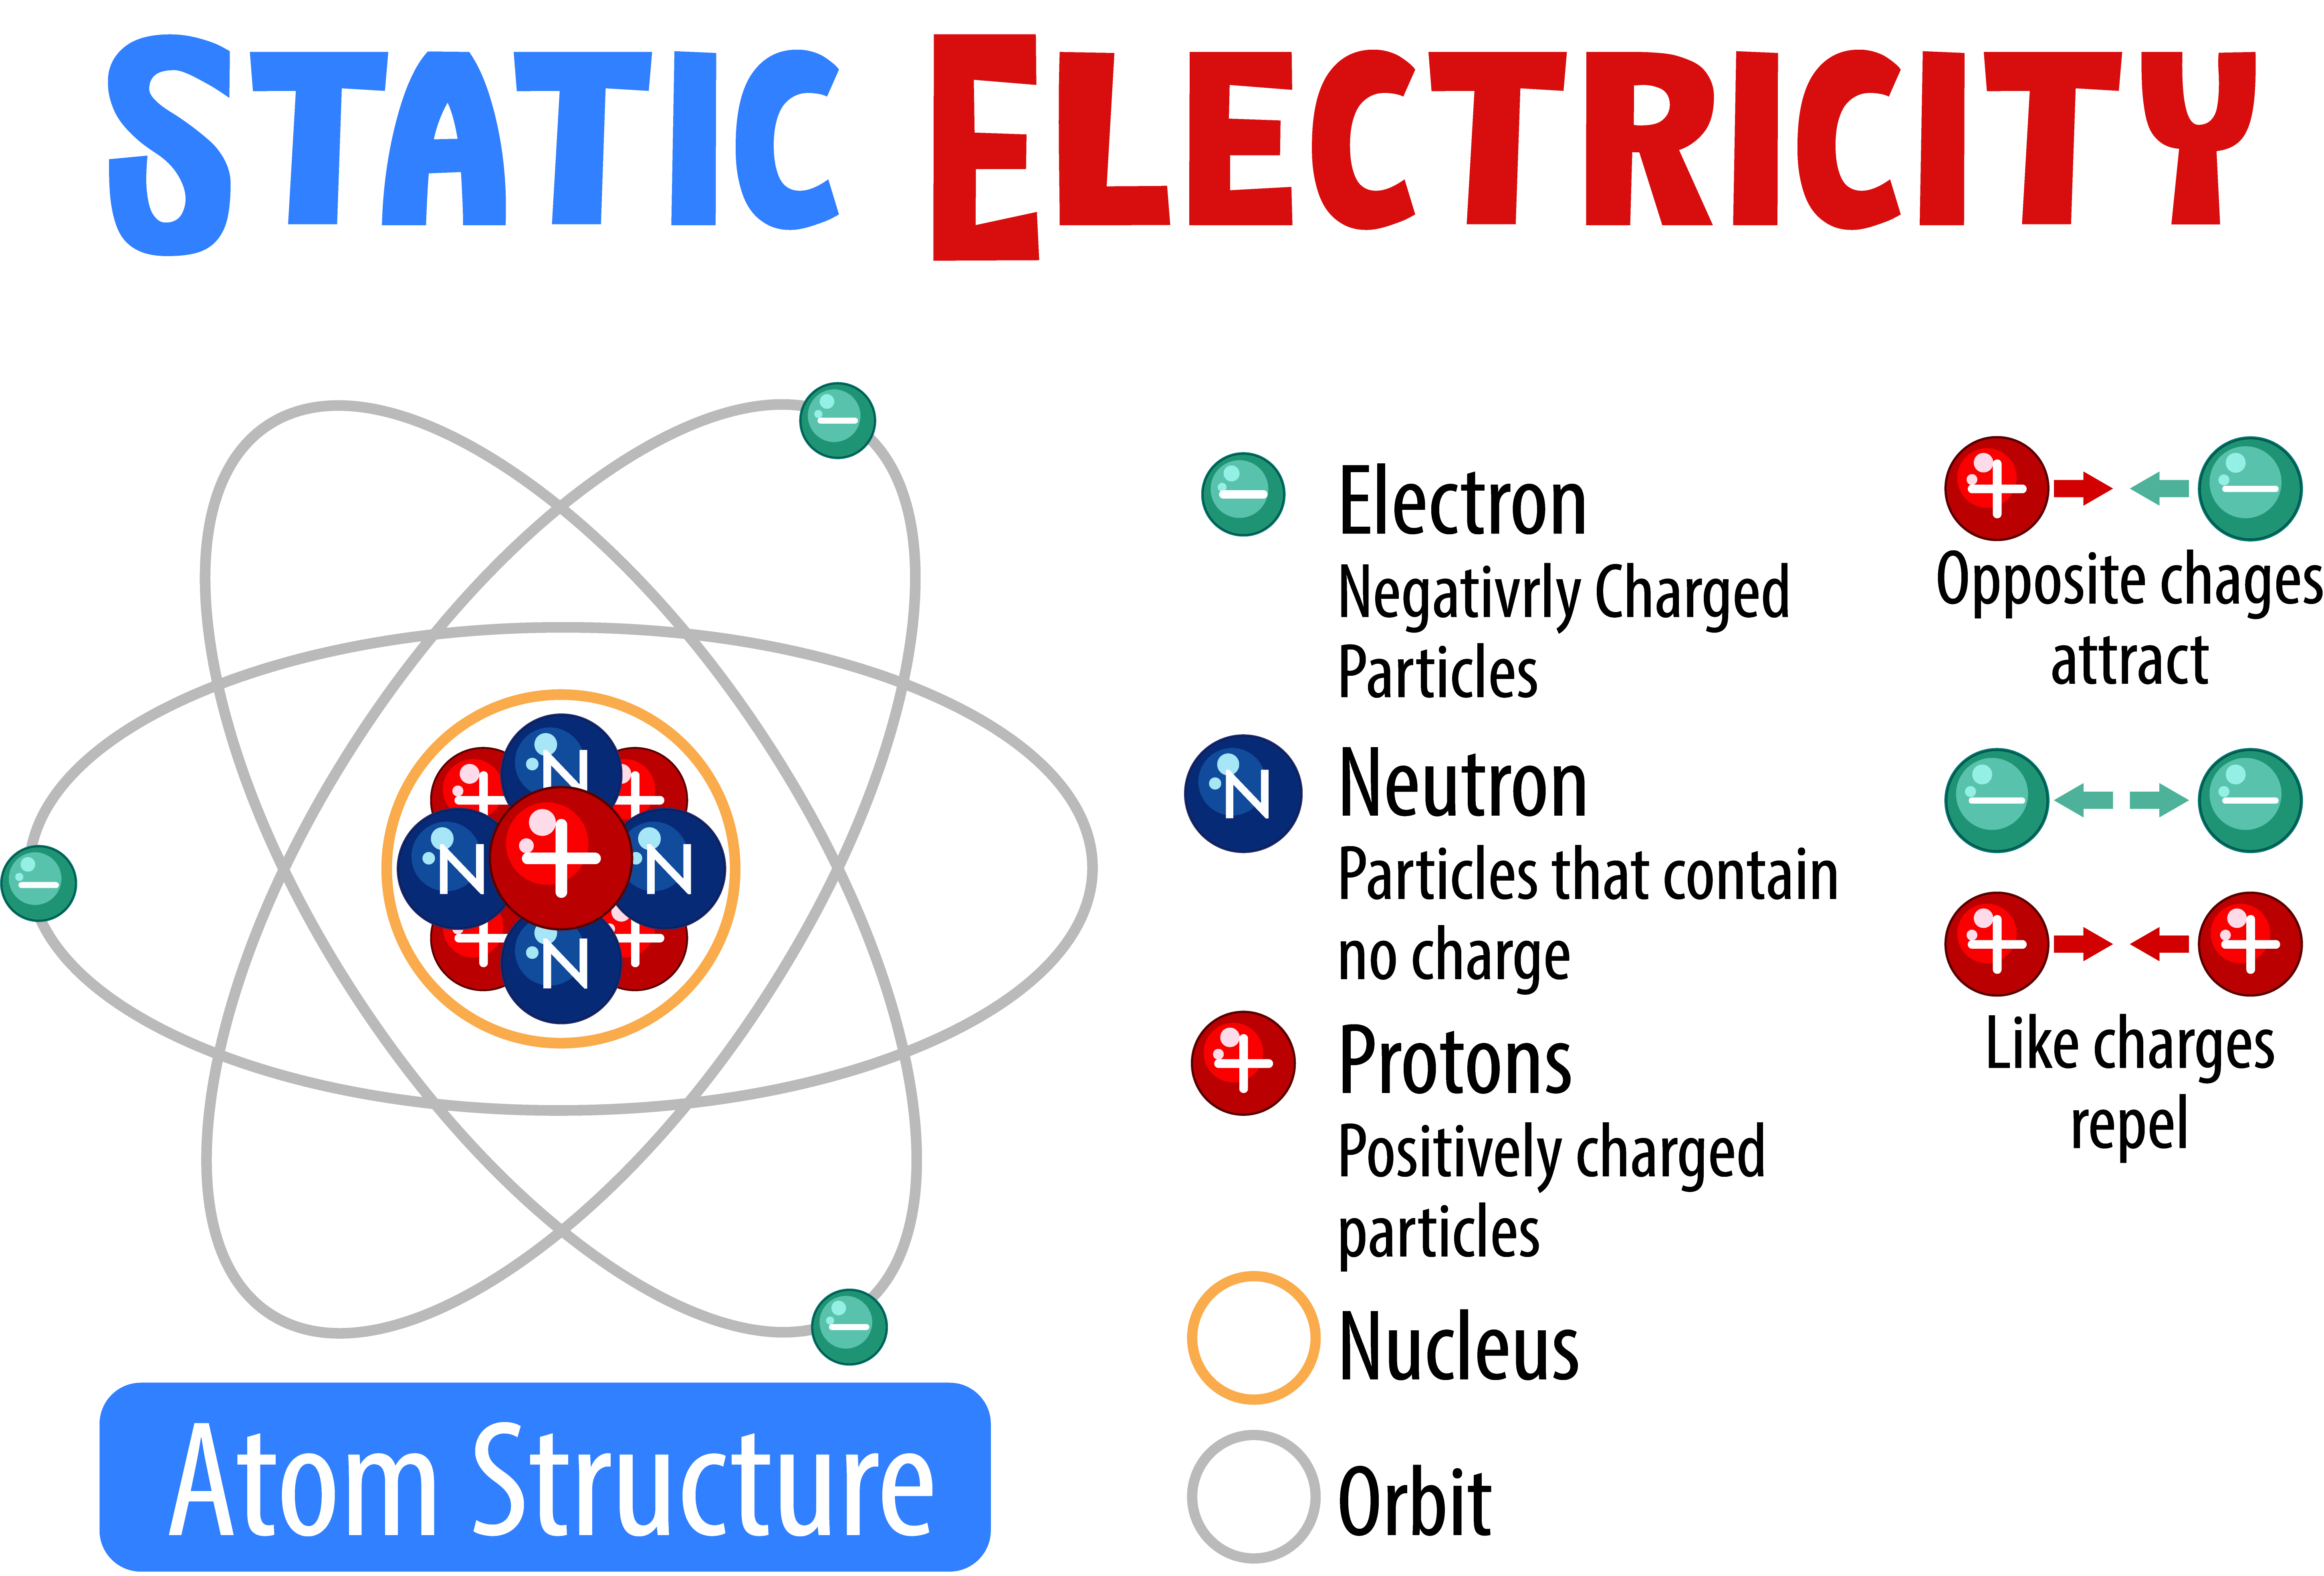 STATIC ELECTRICITY
Electron
Negativrly Charged
Particles
Neutron
Particles that contain
no charge
Protons
Positively charged
particles
Nucleus
Orbit
Opposite chages
attract
Like charges
repel
N
N
N
N
N
Atom Structure